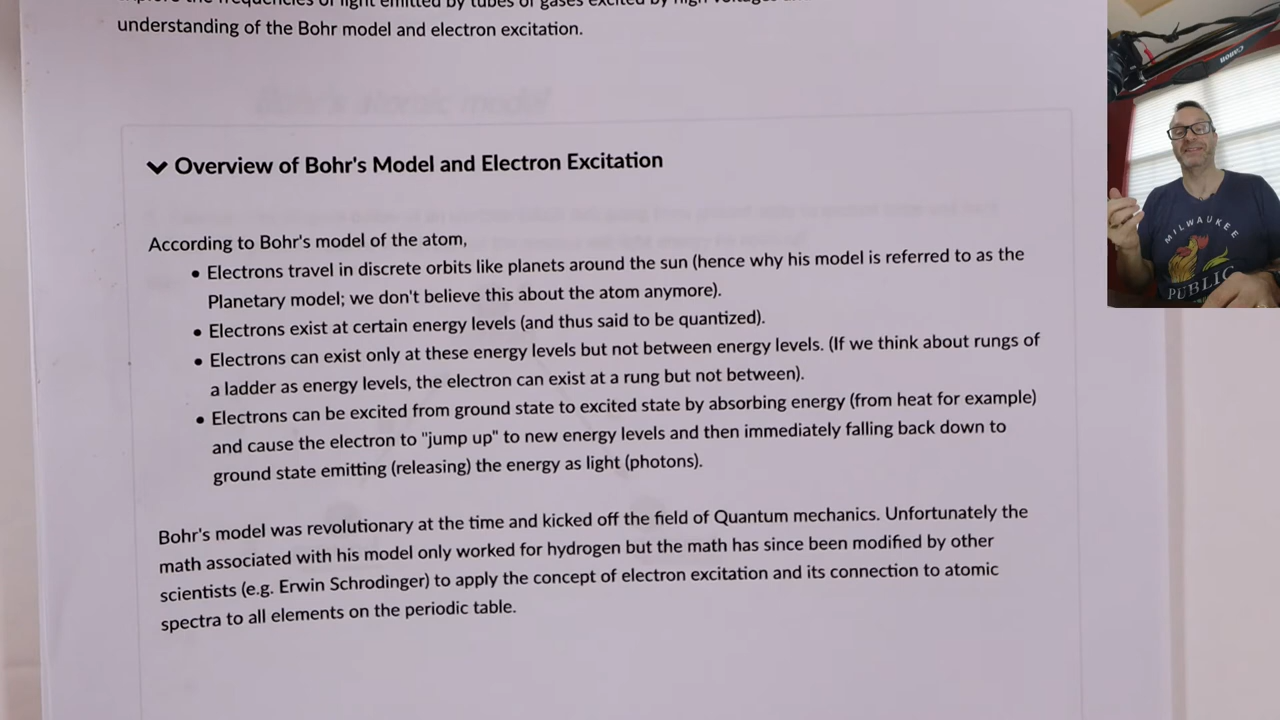 understanding of the Bohr model and electron excitation.
Overview of Bohr's Model and Electron Excitation
According to Bohr's model of the atom,
• Electrons travel in discrete orbits like planets around the sun (hence why his model is referred to as the
Planetary model; we don't believe this about the atom anymore).
• Electrons exist at certain energy levels (and thus said to be quantized).
• Electrons can exist only at these energy levels but not between energy levels. (If we think about rungs of
a ladder as energy levels, the electron can exist at a rung but not between).
• Electrons can be excited from ground state to excited state by absorbing energy (from heat for example)
and cause the electron to "jump up" to new energy levels and then immediately falling back down to
ground state emitting (releasing) the energy as light (photons).
Bohr's model was revolutionary at the time and kicked off the field of Quantum mechanics. Unfortunately the
math associated with his model only worked for hydrogen but the math has since been modified by other
scientists (e.g. Erwin Schrodinger) to apply the concept of electron excitation and its connection to atomic
spectra to all elements on the periodic table.
Canon
MILWAUKEE
PUBLIC